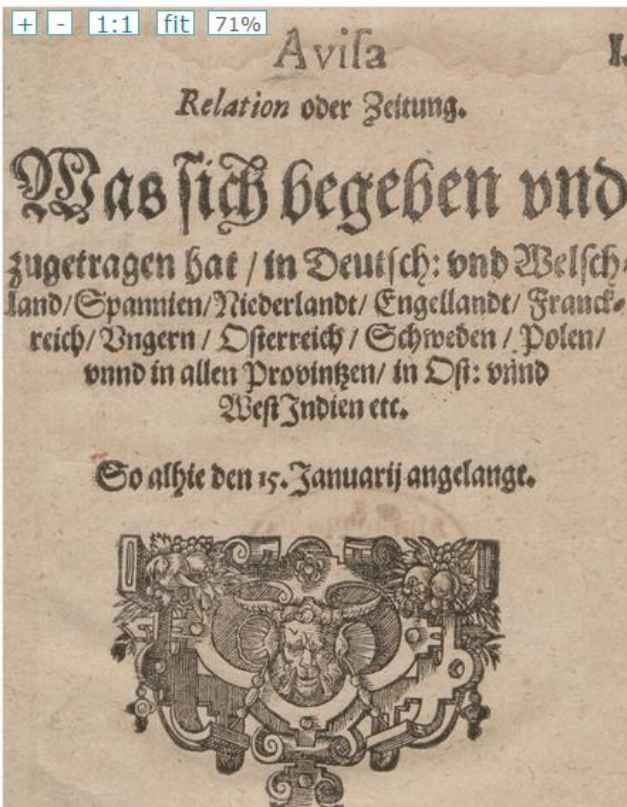 + - 1:1 fit 71%
Avisa I.
Relation oder Zeitung.
Was sich begeben vnd
zugetragen hat / in Deutsch: vnd Welsch-
land/Spannien/Niederlandt/ Engellandt/ Franck-
reich/ Vngern / Osterreich / Schweden / Polen/
vnnd in allen Provintzen/ in Ost: vnnd
West Indien etc.
So alhie den 15. Januarij angelangt.